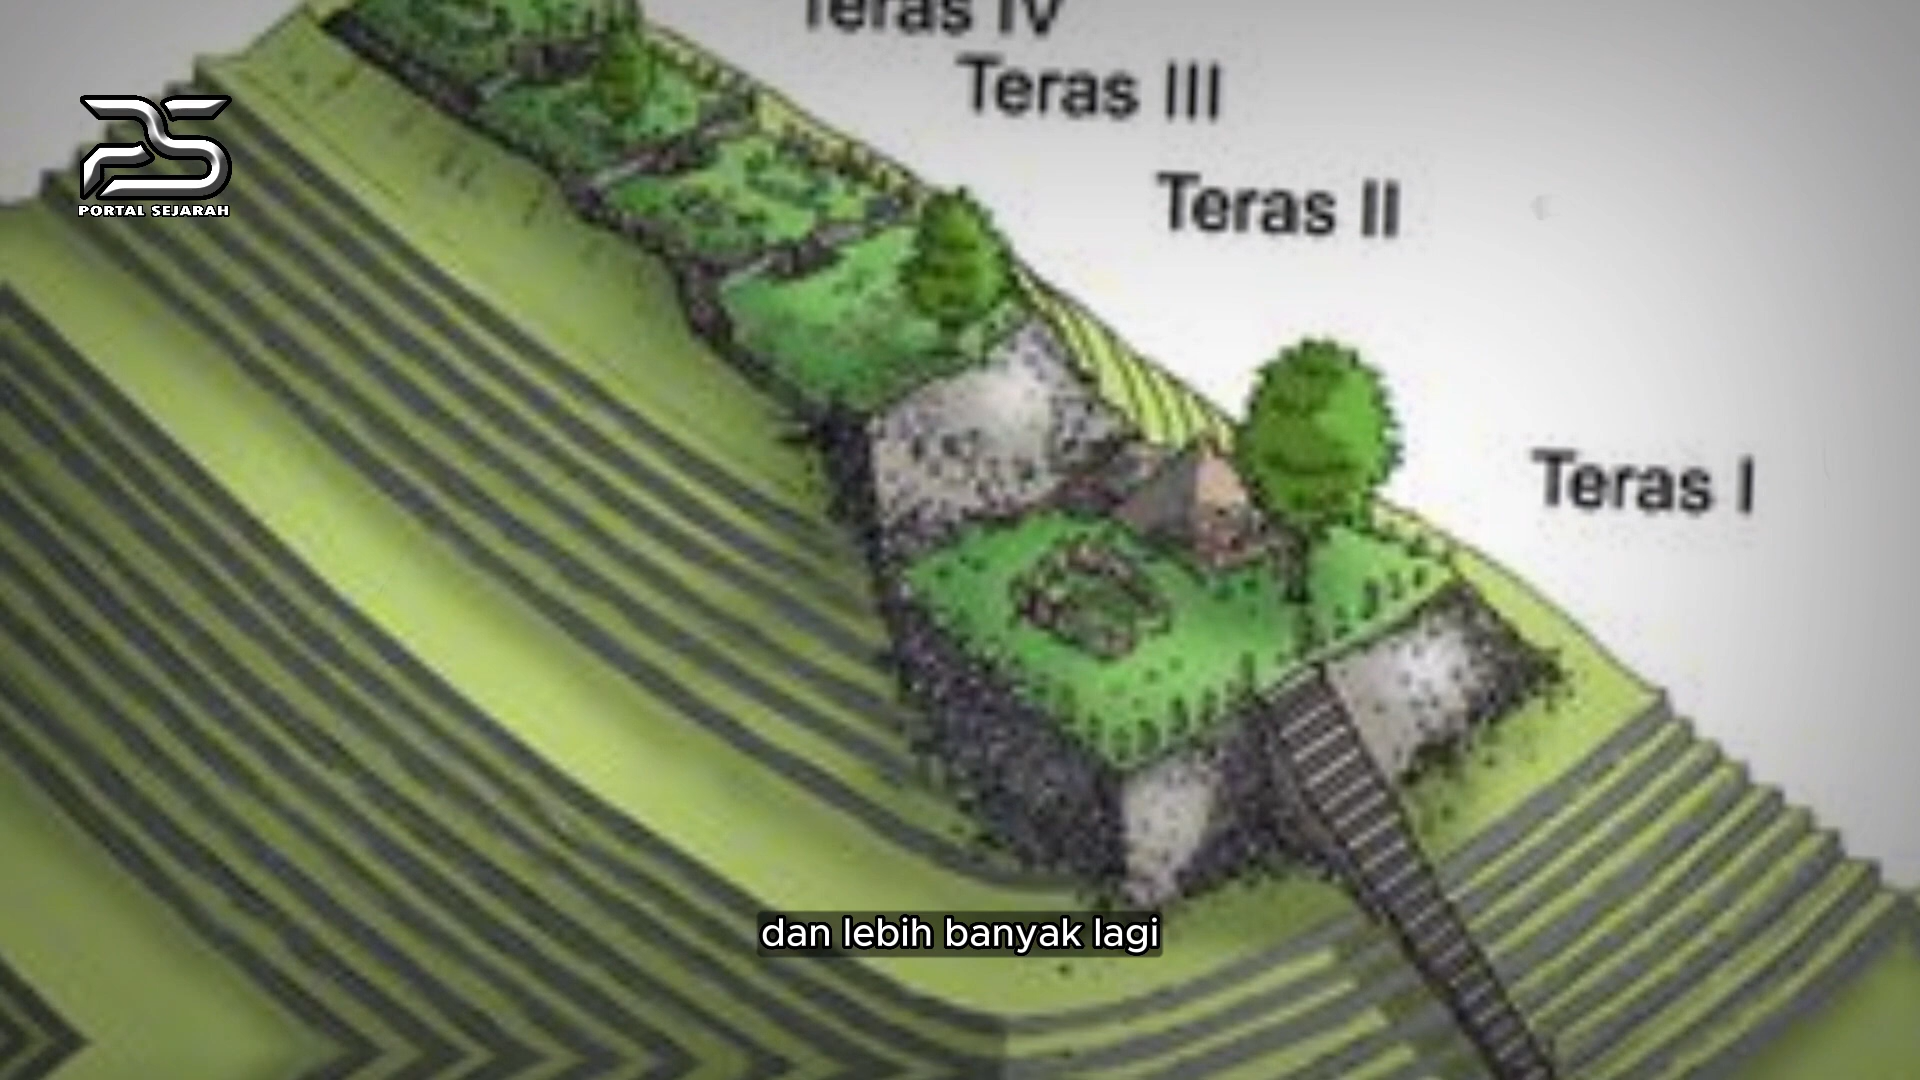 Teras IV
Teras III
Teras II
Teras I
PORTAL SEJARAH
dan lebih banyak lagi